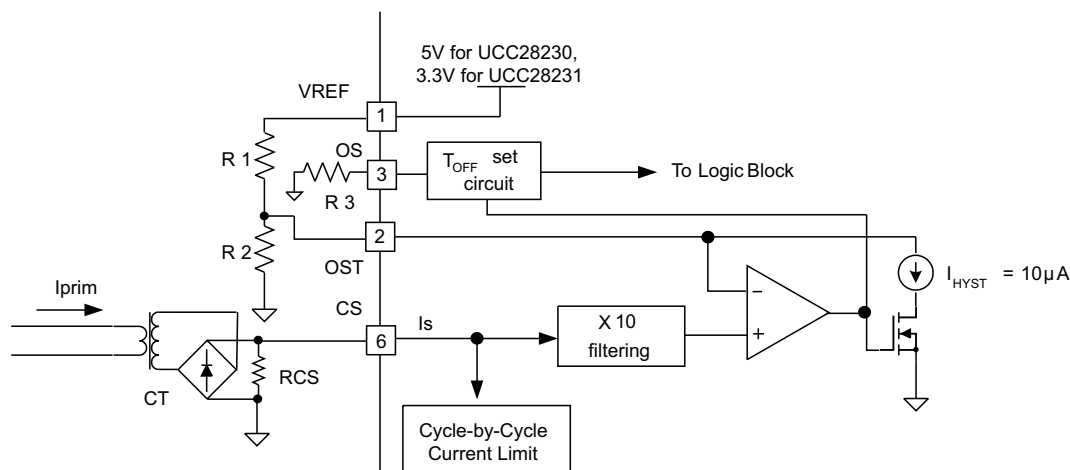 5V for UCC28230,
3.3V for UCC28231
VREF
1
R 1
OS
3
R 3
TOFF set
circuit
To Logic Block
2
R 2
OST
IHYST = 10µA
Iprim
CS
6
Is
X 10
filtering
−
+
RCS
CT
Cycle-by-Cycle
Current Limit